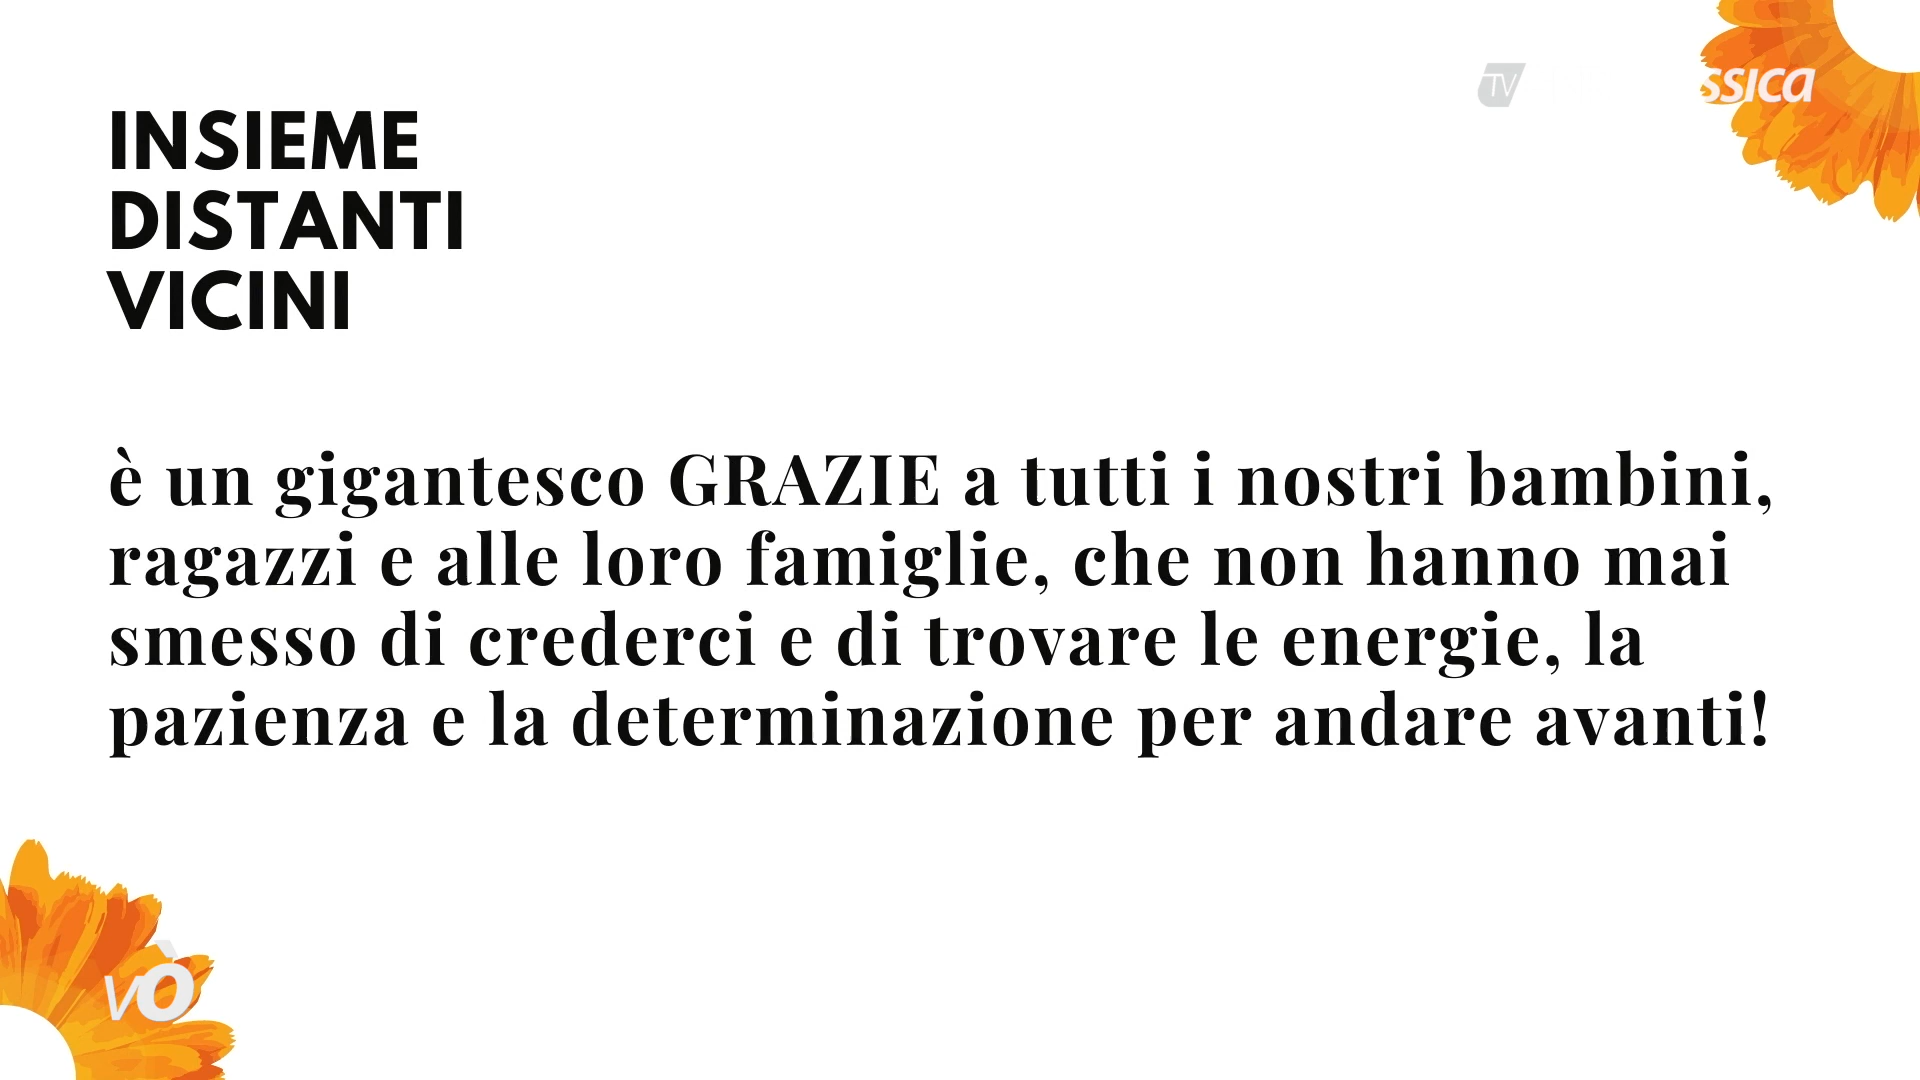 TV
ssica
INSIEME
DISTANTI
VICINI
è un gigantesco GRAZIE a tutti i nostri bambini,
ragazzi e alle loro famiglie, che non hanno mai
smesso di crederci e di trovare le energie, la
pazienza e la determinazione per andare avanti!
vÒ